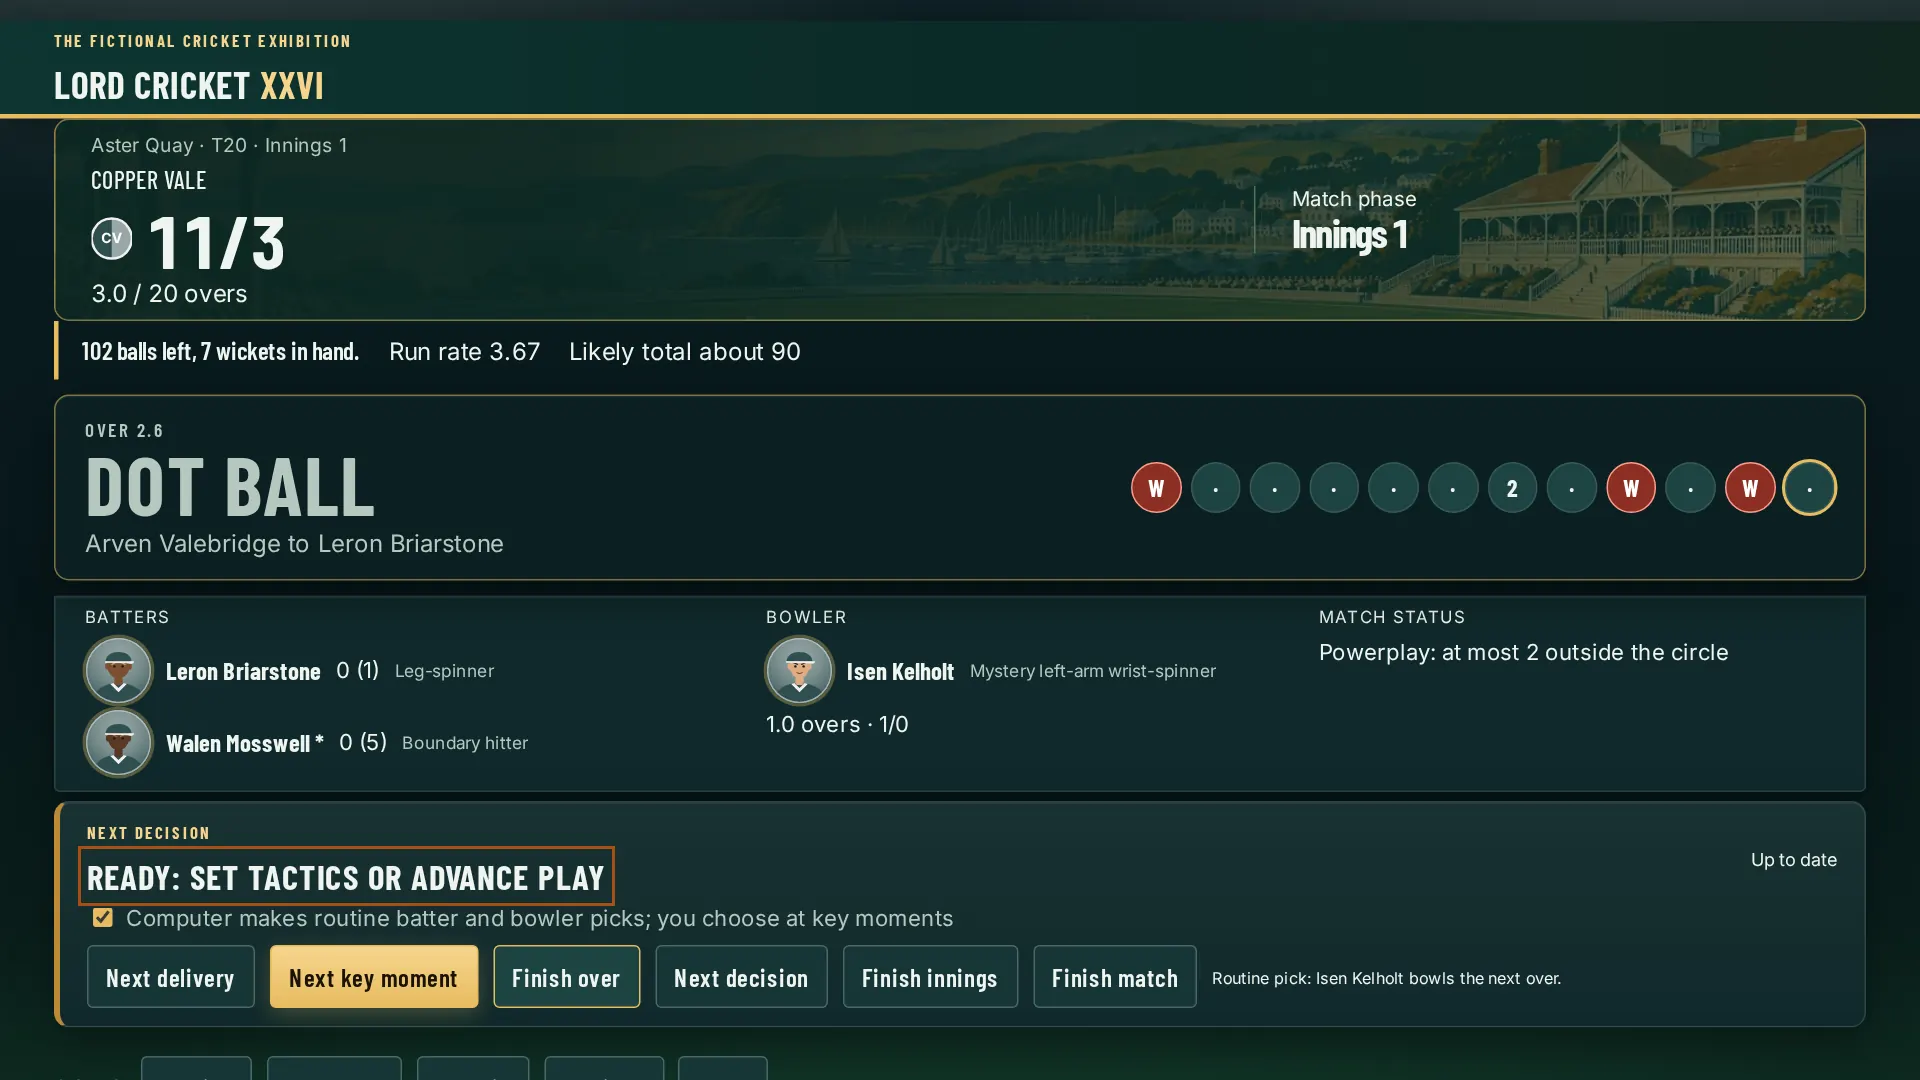 THE FICTIONAL CRICKET EXHIBITION
LORD CRICKET XXVI
Aster Quay · T20 · Innings 1
COPPER VALE
CV 11/3
3.0 / 20 overs
Match phase
Innings 1
102 balls left, 7 wickets in hand. Run rate 3.67 Likely total about 90
OVER 2.6
DOT BALL
Arven Valebridge to Leron Briarstone
W · · · · · 2 · W · W ·
BATTERS
Leron Briarstone 0 (1) Leg-spinner
Walen Mosswell * 0 (5) Boundary hitter
BOWLER
Isen Kelholt Mystery left-arm wrist-spinner
1.0 overs · 1/0
MATCH STATUS
Powerplay: at most 2 outside the circle
NEXT DECISION
READY: SET TACTICS OR ADVANCE PLAY
Up to date
Computer makes routine batter and bowler picks; you choose at key moments
Next delivery Next key moment Finish over Next decision Finish innings Finish match Routine pick: Isen Kelholt bowls the next over.